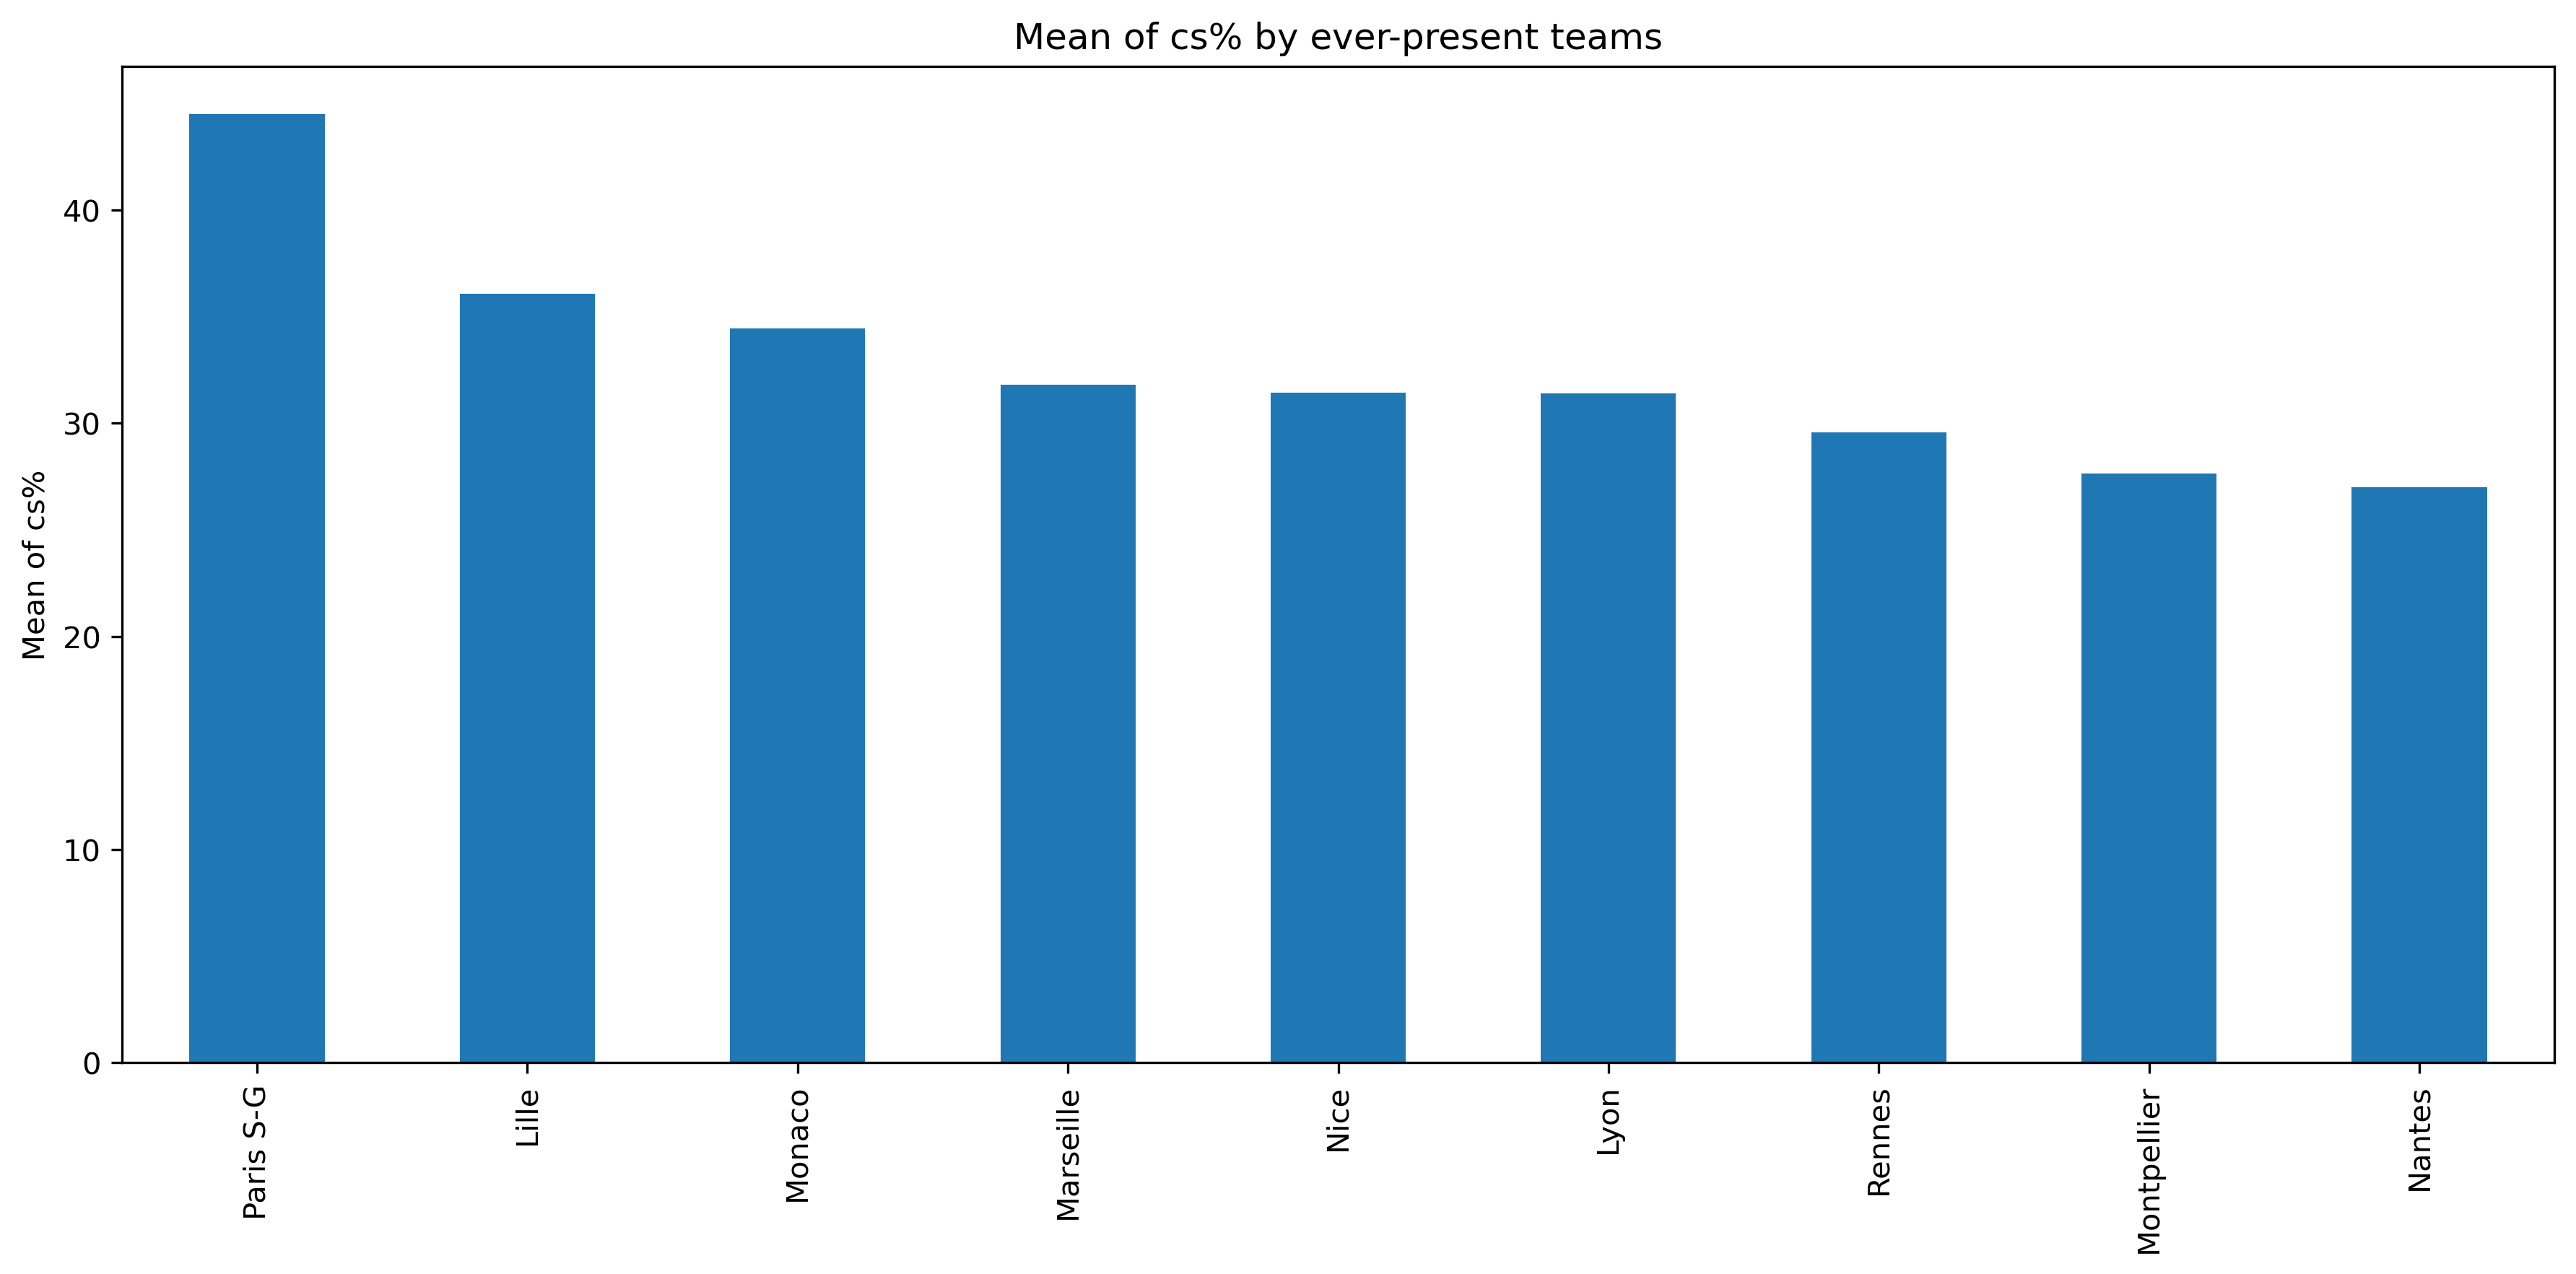 Mean of cs% by ever-present teams
Mean of cs%
40
30
20
10
0
Paris S-G
Lille
Monaco
Marseille
Nice
Lyon
Rennes
Montpellier
Nantes